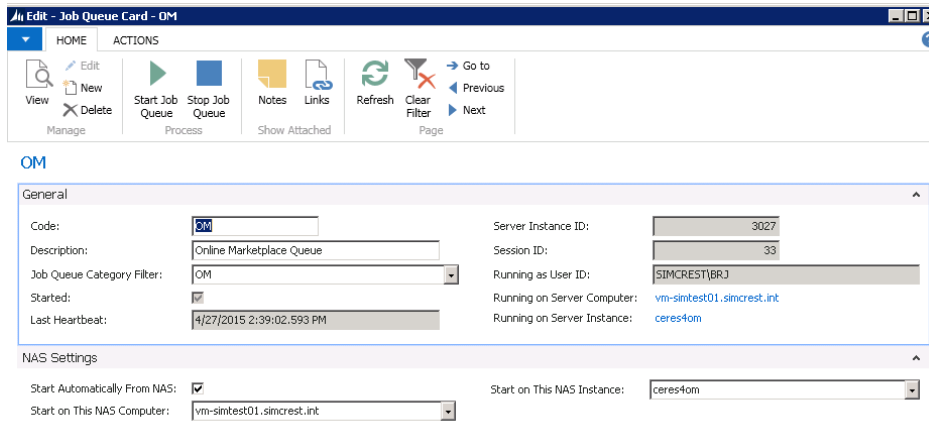 Edit - Job Queue Card - OM
HOME ACTIONS
View
Edit
New
Delete
Manage
Start Job Queue
Stop Job Queue
Process
Notes
Links
Show Attached
Refresh
Clear Filter
Go to
Previous
Next
Page
OM
General
Code: OM
Description: Online Marketplace Queue
Job Queue Category Filter: OM
Started:
Last Heartbeat: 4/27/2015 2:39:02.593 PM
Server Instance ID: 3027
Session ID: 33
Running as User ID: SIMCREST\BRJ
Running on Server Computer: vm-simtest01.simcrest.int
Running on Server Instance: ceres4om
NAS Settings
Start Automatically From NAS:
Start on This NAS Computer: vm-simtest01.simcrest.int
Start on This NAS Instance: ceres4om